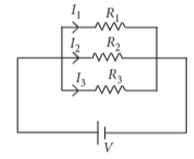 I₁ R₁
I₂ R₂
I₃ R₃
V